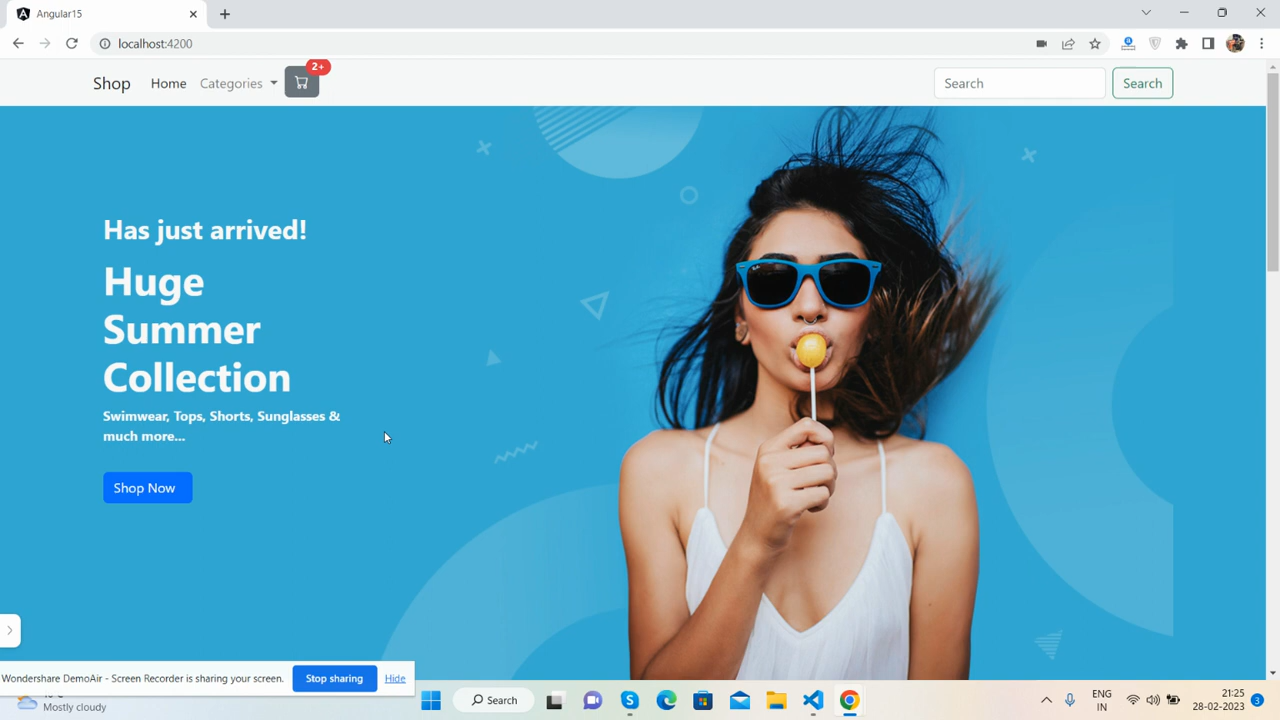 Angular15
localhost:4200
Shop
Home
Categories
2+
Search
Search
Has just arrived!
Huge
Summer
Collection
Swimwear, Tops, Shorts, Sunglasses &
much more...
Shop Now
Wondershare DemoAir - Screen Recorder is sharing your screen.
Stop sharing
Hide
Mostly cloudy
Search
ENG
IN
21:25
28-02-2023
3